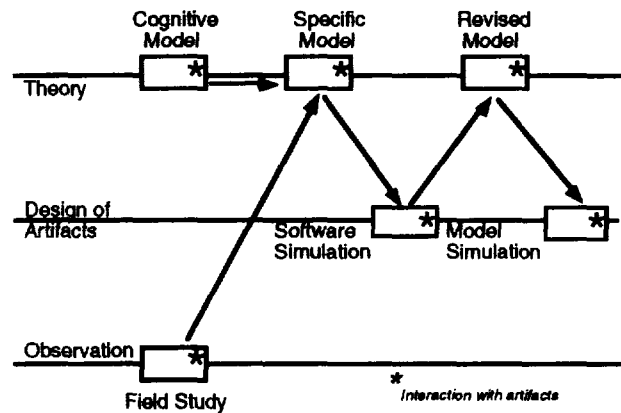 Cognitive
Model
Specific
Model
Revised
Model
*
*
*
Theory
Design of
Artifacts
Software
Simulation
*
Model
Simulation
*
Observation
*
Field Study
* Interaction with artifacts